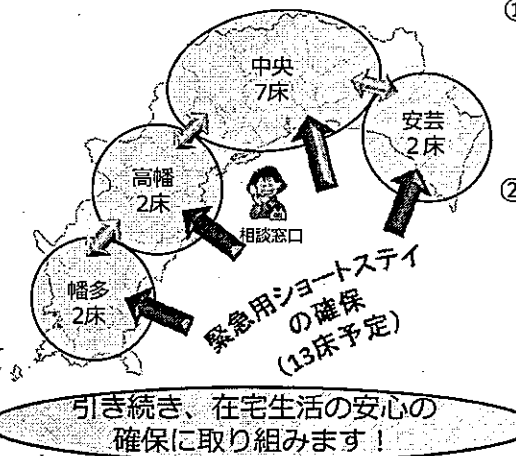 ①
中央
7床
安芸
2床
高幡
2床
②
相談窓口
幡多
2床
緊急用ショートステイ
の確保
(13床予定)
引き続き、在宅生活の安心の
確保に取り組みます！